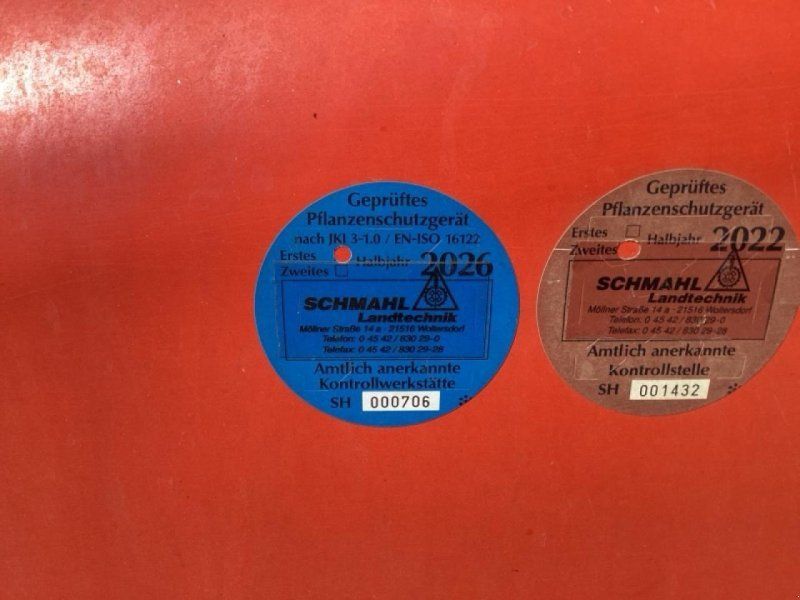 Geprüftes
Pflanzenschutzgerät
nach JKI 3-1.0 / EN-ISO 16122
Erstes
Zweites Halbjahr 2026
SCHMAHL
Landtechnik
Möllner Straße 14 a - 21516 Woltersdorf
Telefon: 0 45 42 / 830 29-0
Telefax: 0 45 42 / 830 29-28
Amtlich anerkannte
Kontrollwerkstätte
SH 000706
Geprüftes
Pflanzenschutzgerät
Erstes
Zweites Halbjahr 2022
SCHMAHL
Landtechnik
Möllner Straße 14 a - 21516 Woltersdorf
Telefon: 0 45 42 / 830 29-0
Telefax: 0 45 42 / 830 29-28
Amtlich anerkannte
Kontrollstelle
SH 001432